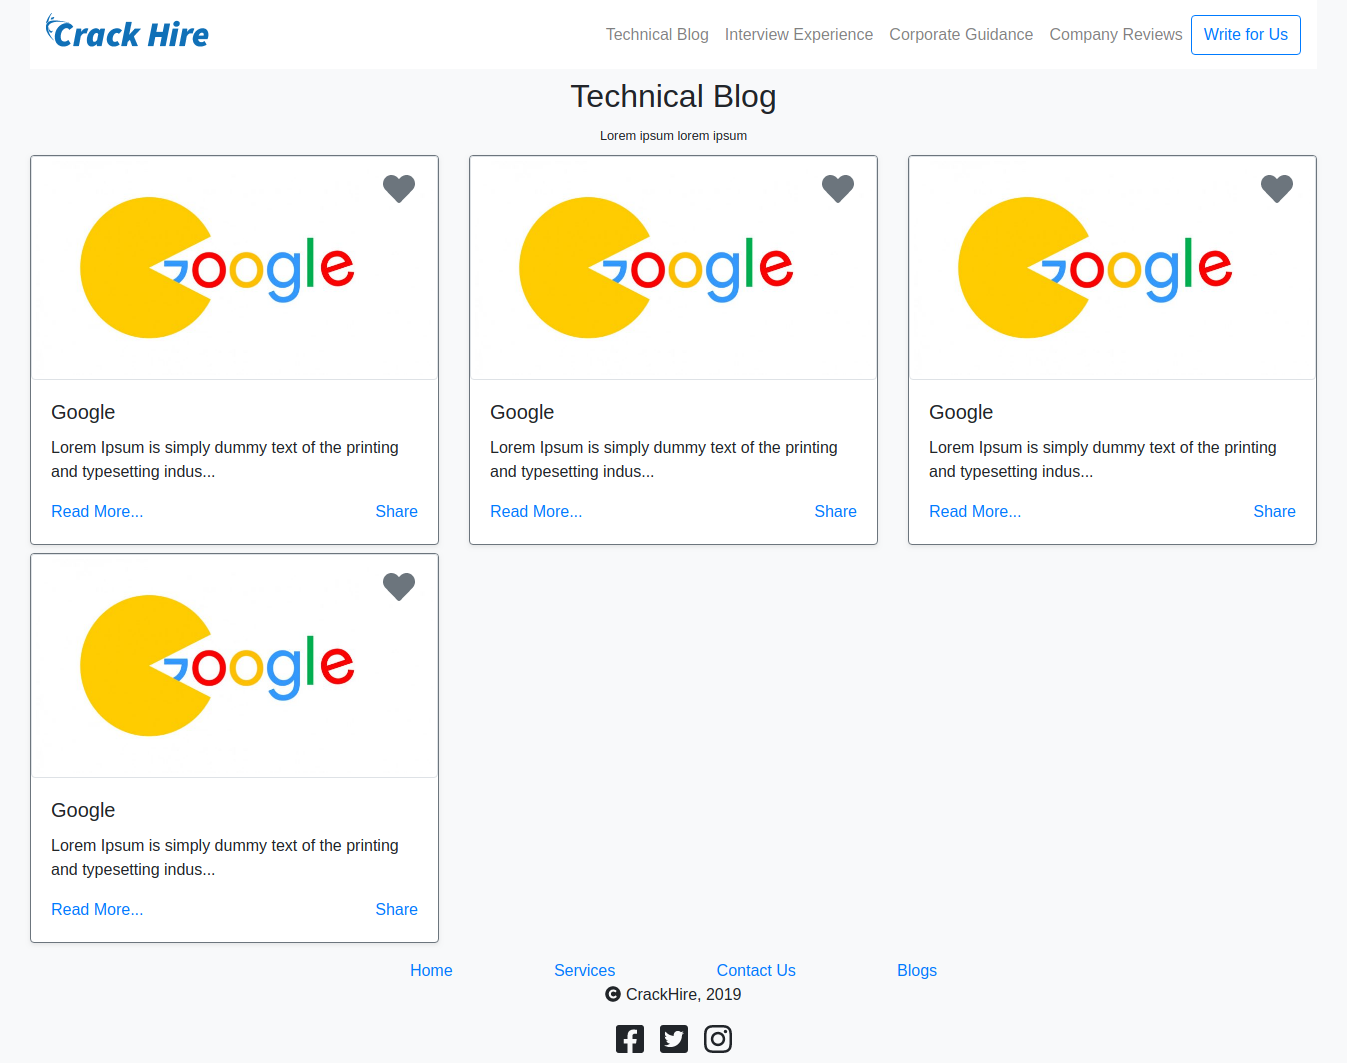 Crack Hire
Technical Blog Interview Experience Corporate Guidance Company Reviews Write for Us
Technical Blog
Lorem ipsum lorem ipsum
Google
Google
Lorem Ipsum is simply dummy text of the printing
and typesetting indus...
Read More... Share
Google
Google
Lorem Ipsum is simply dummy text of the printing
and typesetting indus...
Read More... Share
Google
Google
Lorem Ipsum is simply dummy text of the printing
and typesetting indus...
Read More... Share
Google
Google
Lorem Ipsum is simply dummy text of the printing
and typesetting indus...
Read More... Share
Home Services Contact Us Blogs
© CrackHire, 2019